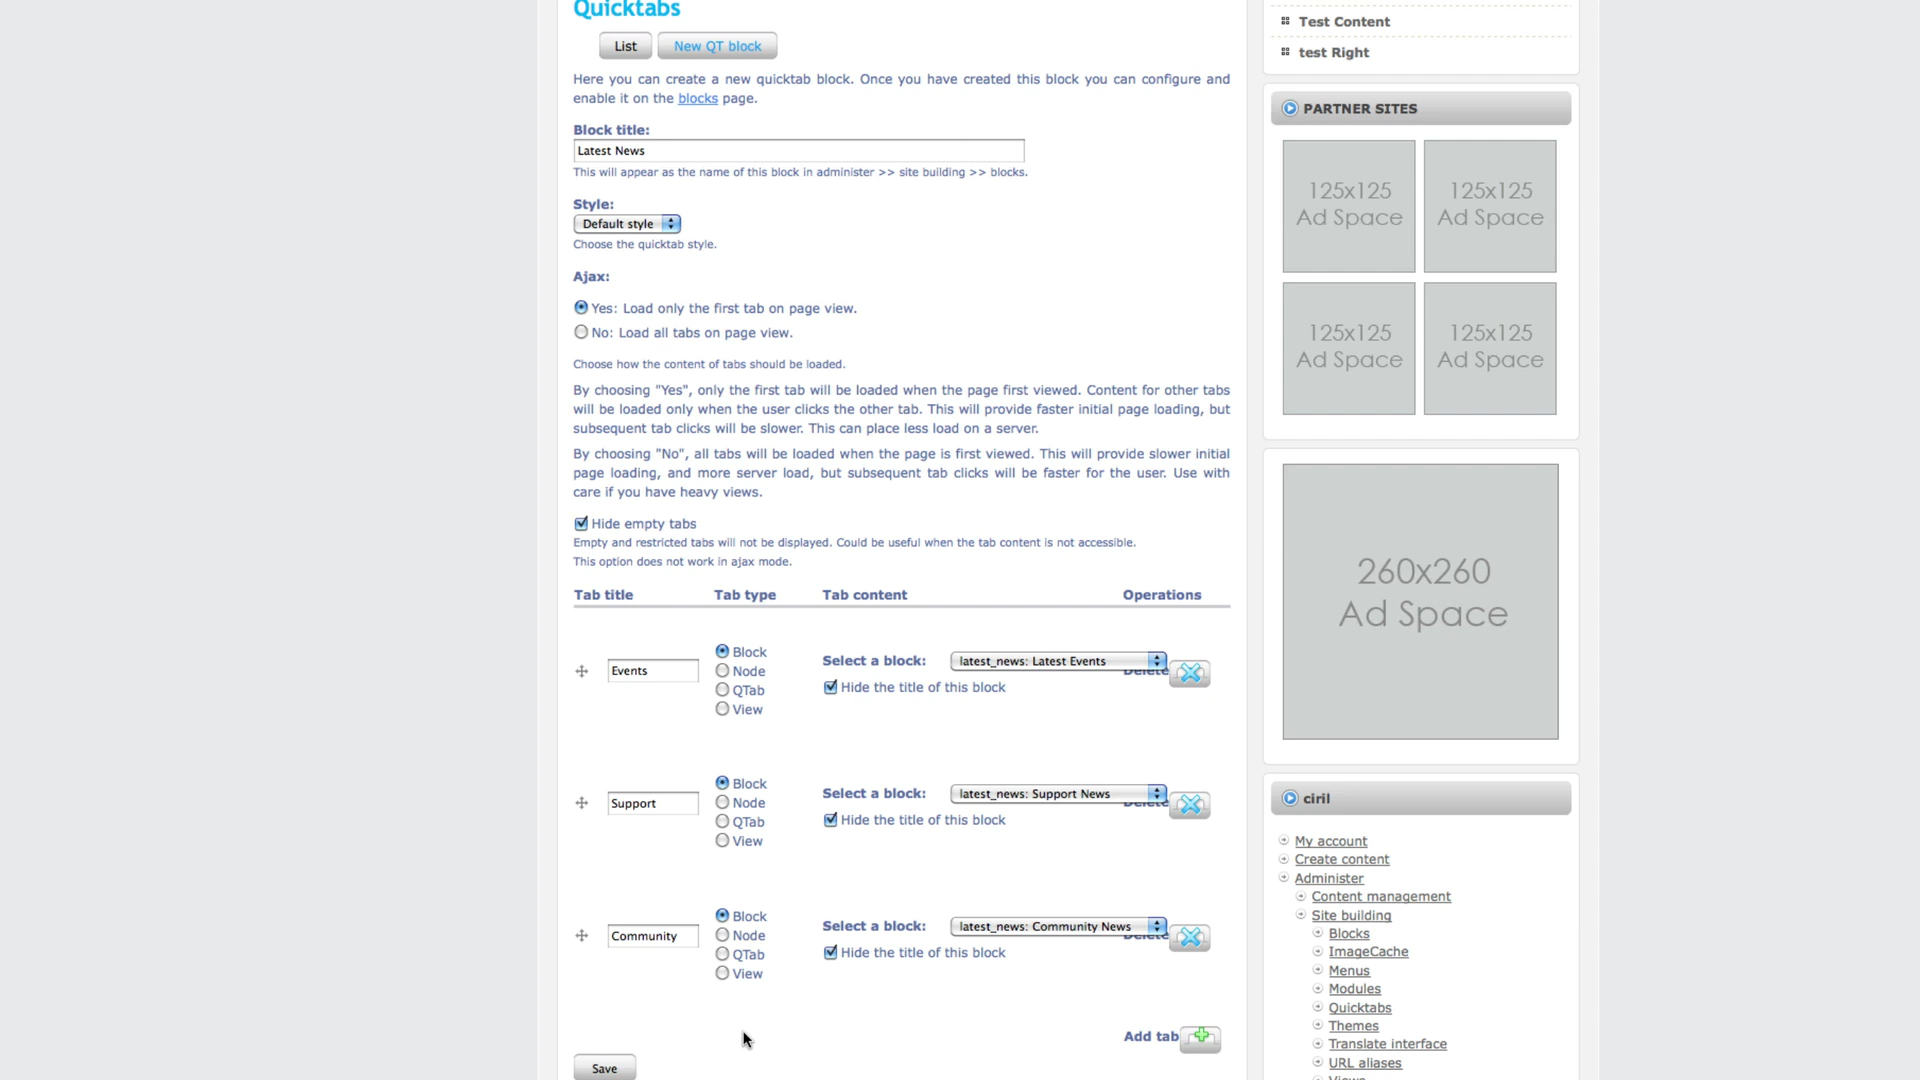 Quicktabs
List
New QT block
Here you can create a new quicktab block. Once you have created this block you can configure and
enable it on the blocks page.
Block title:
Latest News
This will appear as the name of this block in administer >> site building >> blocks.
Style:
Default style
Choose the quicktab style.
Ajax:
Yes: Load only the first tab on page view.
No: Load all tabs on page view.
Choose how the content of tabs should be loaded.
By choosing "Yes", only the first tab will be loaded when the page first viewed. Content for other tabs
will be loaded only when the user clicks the other tab. This will provide faster initial page loading, but
subsequent tab clicks will be slower. This can place less load on a server.
By choosing "No", all tabs will be loaded when the page is first viewed. This will provide slower initial
page loading, and more server load, but subsequent tab clicks will be faster for the user. Use with
care if you have heavy views.
Hide empty tabs
Empty and restricted tabs will not be displayed. Could be useful when the tab content is not accessible.
This option does not work in ajax mode.
Tab title Tab type Tab content Operations
Events
Block
Node
QTab
View
Select a block: latest_news: Latest Events
Delete
Hide the title of this block
Support
Block
Node
QTab
View
Select a block: latest_news: Support News
Delete
Hide the title of this block
Community
Block
Node
QTab
View
Select a block: latest_news: Community News
Delete
Hide the title of this block
Add tab
Save
Test Content
test Right
PARTNER SITES
125x125
Ad Space
125x125
Ad Space
125x125
Ad Space
125x125
Ad Space
260x260
Ad Space
ciril
My account
Create content
Administer
Content management
Site building
Blocks
ImageCache
Menus
Modules
Quicktabs
Themes
Translate interface
URL aliases
Views